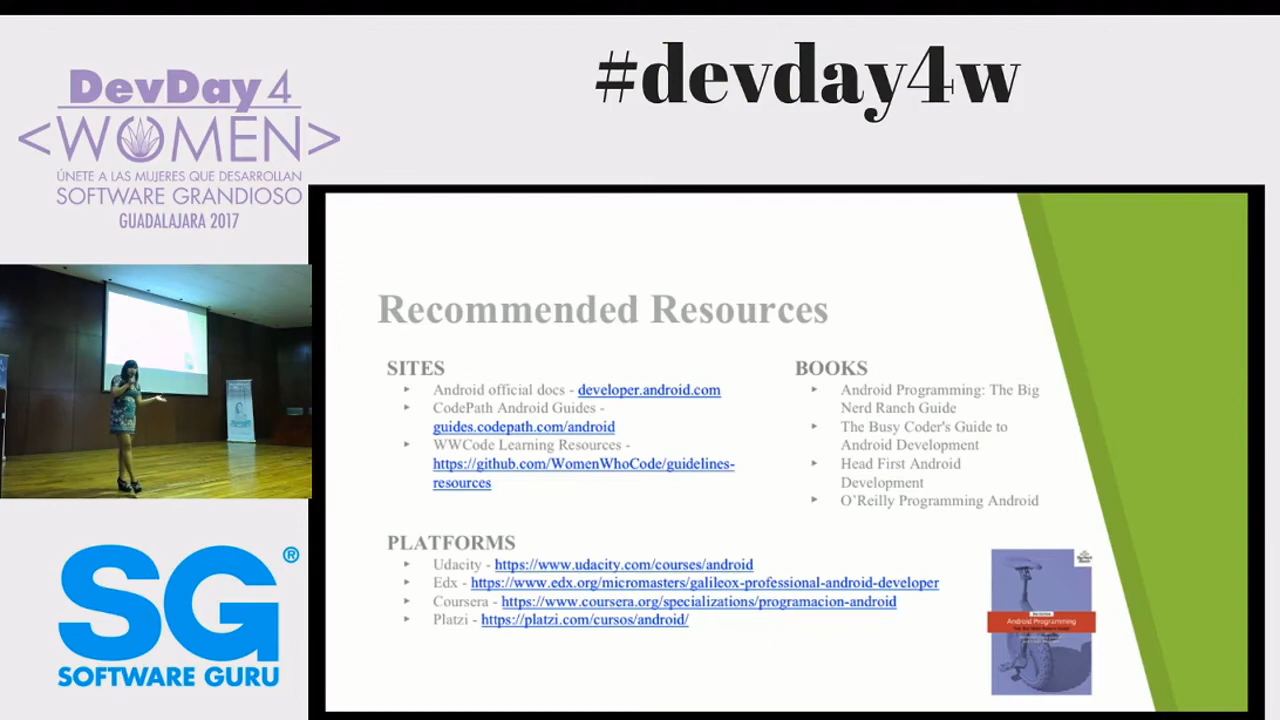 #devday4w
DevDay 4
<WOMEN>
ÚNETE A LAS MUJERES QUE DESARROLLAN
SOFTWARE GRANDIOSO
GUADALAJARA 2017
Recommended Resources
SITES
Android official docs - developer.android.com
CodePath Android Guides -
guides.codepath.com/android
WWCode Learning Resources -
https://github.com/WomenWhoCode/guidelines-
resources
BOOKS
Android Programming: The Big
Nerd Ranch Guide
The Busy Coder's Guide to
Android Development
Head First Android
Development
O’Reilly Programming Android
PLATFORMS
Udacity - https://www.udacity.com/courses/android
Edx - https://www.edx.org/micromasters/galileox-professional-android-developer
Coursera - https://www.coursera.org/specializations/programacion-android
Platzi - https://platzi.com/cursos/android/
Android Programming
SG®
SOFTWARE GURU